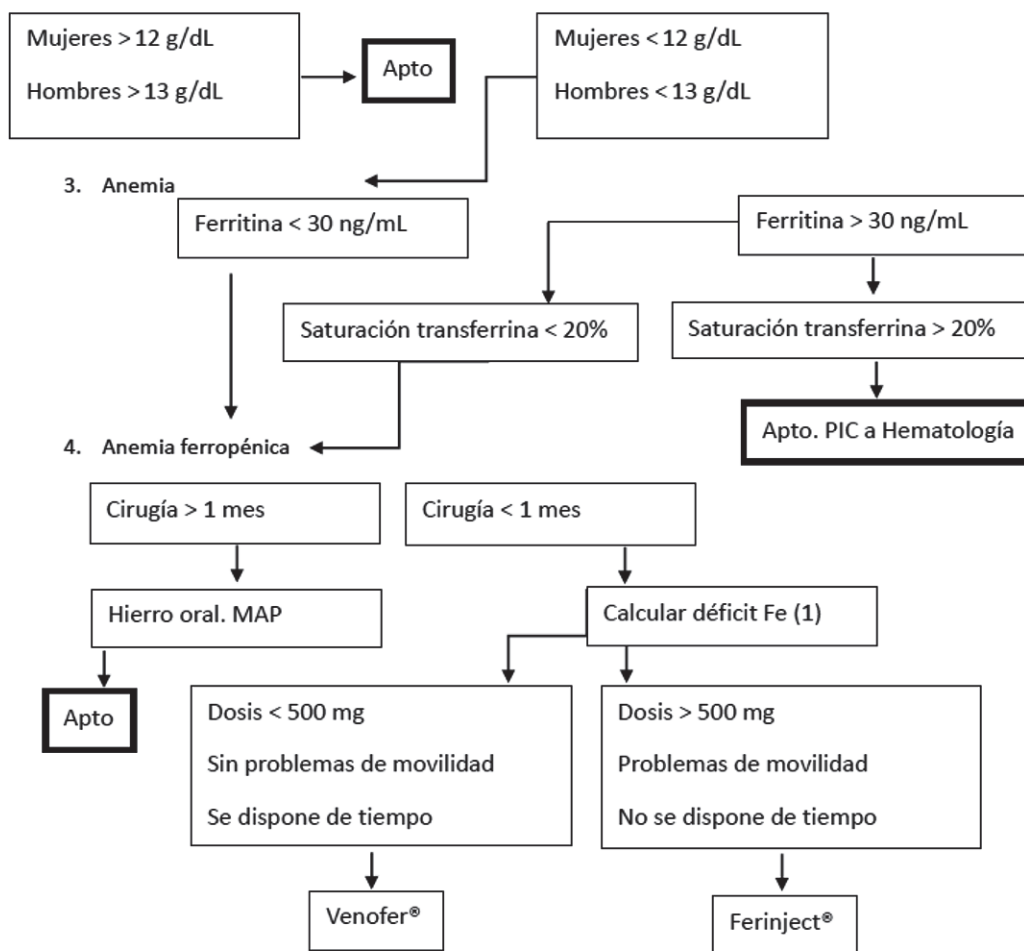 Mujeres > 12 g/dL
Hombres > 13 g/dL
Apto
Mujeres < 12 g/dL
Hombres < 13 g/dL
3. Anemia
Ferritina < 30 ng/mL
Ferritina > 30 ng/mL
Saturación transferrina < 20%
Saturación transferrina > 20%
Apto. PIC a Hematología
4. Anemia ferropénica
Cirugía > 1 mes
Cirugía < 1 mes
Hierro oral. MAP
Calcular déficit Fe (1)
Apto
Dosis < 500 mg
Sin problemas de movilidad
Se dispone de tiempo
Dosis > 500 mg
Problemas de movilidad
No se dispone de tiempo
Venofer®
Ferinject®